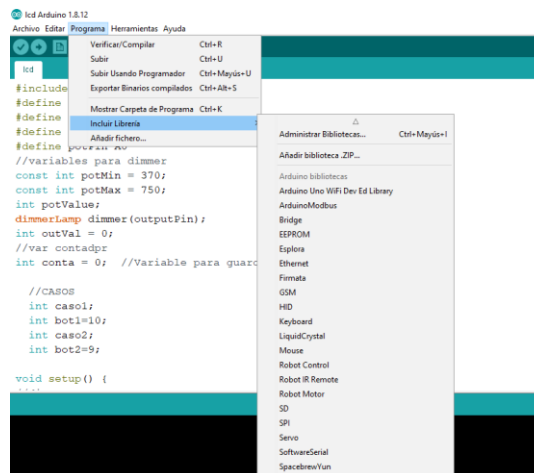 lcd Arduino 1.8.12
Archivo Editar Programa Herramientas Ayuda
Verificar/Compilar Ctrl+R
Subir Ctrl+U
Subir Usando Programador Ctrl+Mayús+U
Exportar Binarios compilados Ctrl+Alt+S
Mostrar Carpeta de Programa Ctrl+K
Incluir Librería
Añadir fichero...
Administrar Bibliotecas... Ctrl+Mayús+I
Añadir biblioteca .ZIP...
Arduino bibliotecas
Arduino Uno WiFi Dev Ed Library
ArduinoModbus
Bridge
EEPROM
Esplora
Ethernet
Firmata
GSM
HID
Keyboard
LiquidCrystal
Mouse
Robot Control
Robot IR Remote
Robot Motor
SD
SPI
Servo
SoftwareSerial
SpacebrewYun
lcd
#include
#define
#define
#define
#define potPin A0
//variables para dimmer
const int potMin = 370;
const int potMax = 750;
int potValue;
dimmerLamp dimmer(outputPin);
int outVal = 0;
//var contadpr
int conta = 0; //Variable para guard
//CASOS
int caso1;
int bot1=10;
int caso2;
int bot2=9;
void setup() {